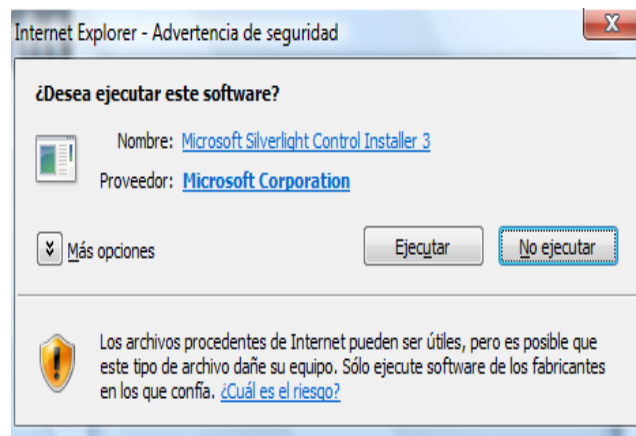 Internet Explorer - Advertencia de seguridad
¿Desea ejecutar este software?
Nombre: Microsoft Silverlight Control Installer 3
Proveedor: Microsoft Corporation
Más opciones
Ejecutar
No ejecutar
Los archivos procedentes de Internet pueden ser útiles, pero es posible que
este tipo de archivo dañe su equipo. Sólo ejecute software de los fabricantes
en los que confía. ¿Cuál es el riesgo?